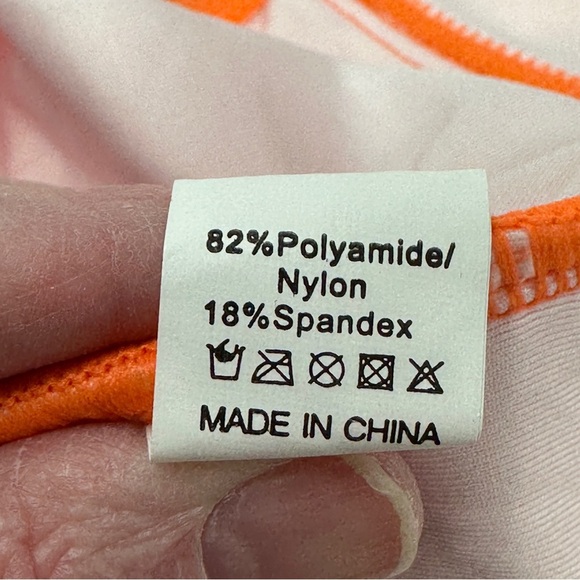 82%Polyamide/
Nylon
18%Spandex
MADE IN CHINA